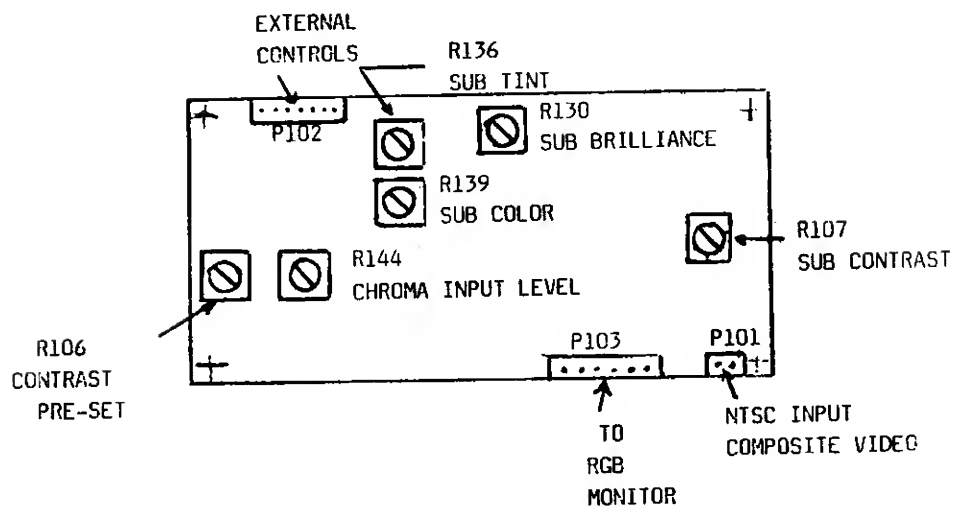 EXTERNAL
CONTROLS
R136
SUB TINT
P102
R130
SUB BRILLIANCE
R139
SUB COLOR
R107
SUB CONTRAST
R144
CHROMA INPUT LEVEL
R106
CONTRAST
PRE-SET
P103
P101
TO
RGB
MONITOR
NTSC INPUT
COMPOSITE VIDEO